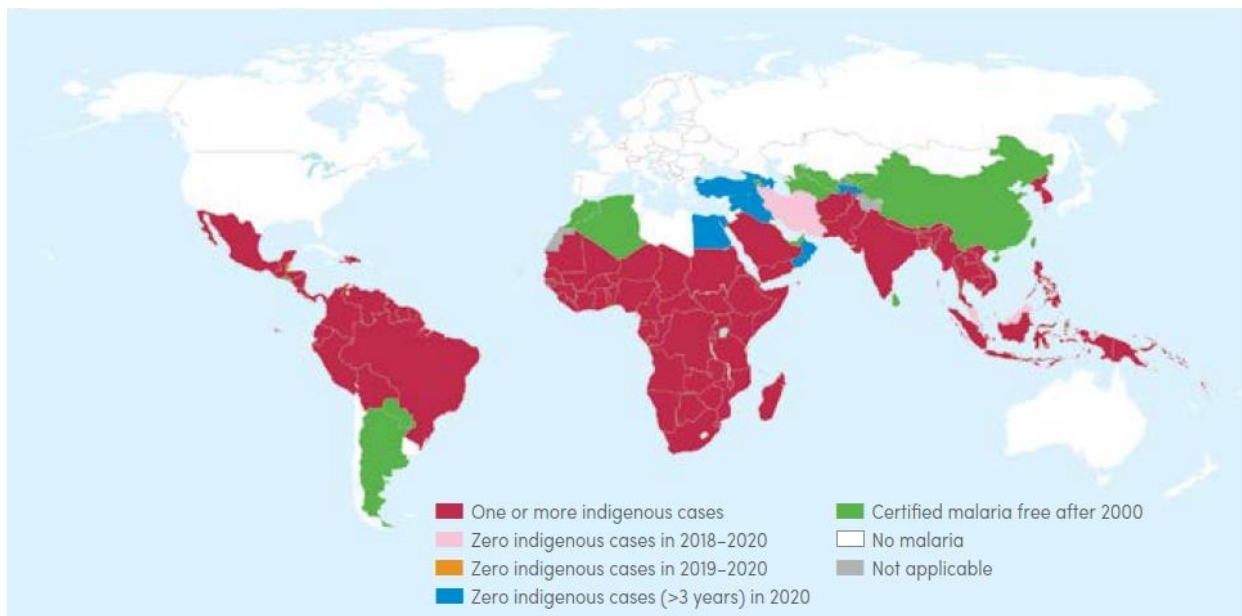 One or more indigenous cases
Zero indigenous cases in 2018–2020
Zero indigenous cases in 2019–2020
Zero indigenous cases (>3 years) in 2020
Certified malaria free after 2000
No malaria
Not applicable